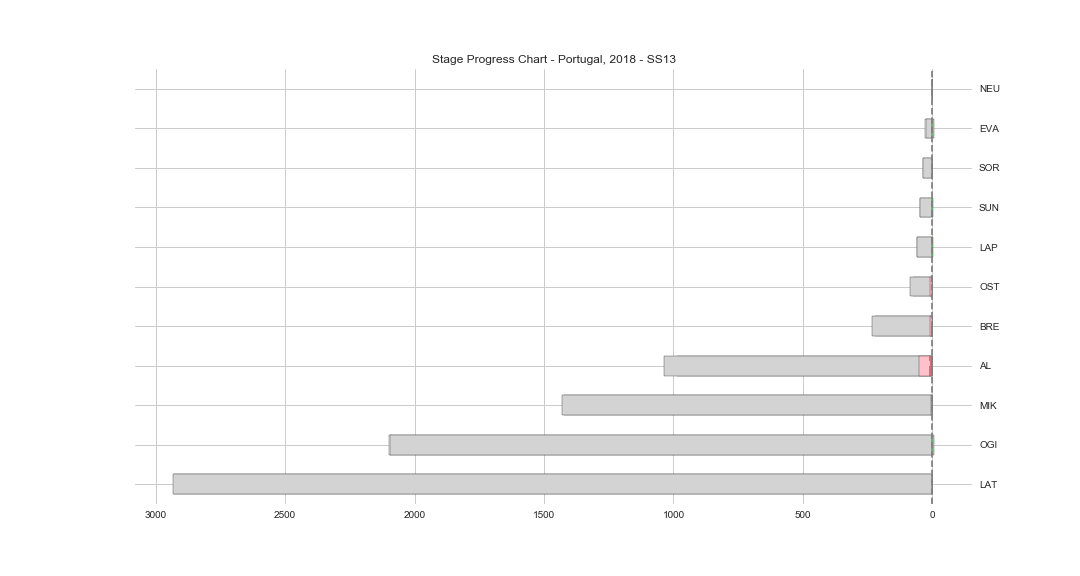 Stage Progress Chart - Portugal, 2018 - SS13
NEU
EVA
SOR
SUN
LAP
OST
BRE
AL
MIK
OGI
LAT
3000 2500 2000 1500 1000 500 0